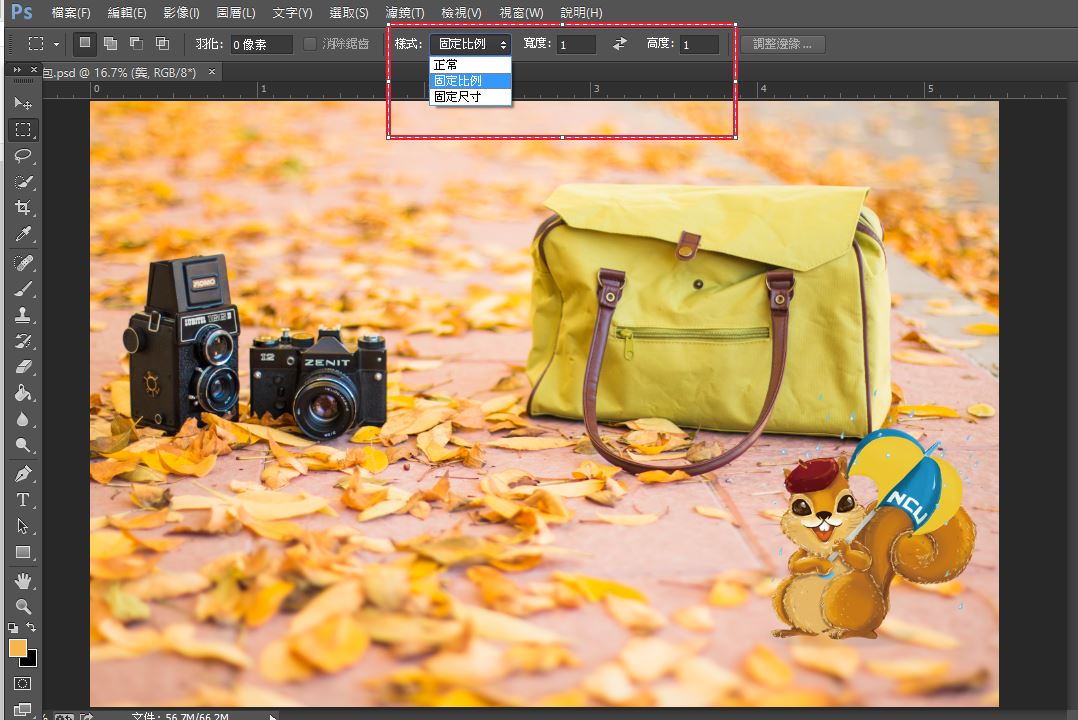 Ps 檔案(F) 編輯(E) 影像(I) 圖層(L) 文字(Y) 選取(S) 濾鏡(T) 檢視(V) 視窗(W) 說明(H)
羽化: 0 像素 消除鋸齒 樣式: 固定比例 寬度: 1 高度: 1 調整邊緣 ...
正常
固定比例
固定尺寸
包.psd @ 16.7% (龔, RGB/8*) ×
0 1 3 4 5
LUBITEL 166B
12 ZENIT
NCU
T
文件: 56.7M/66.2M